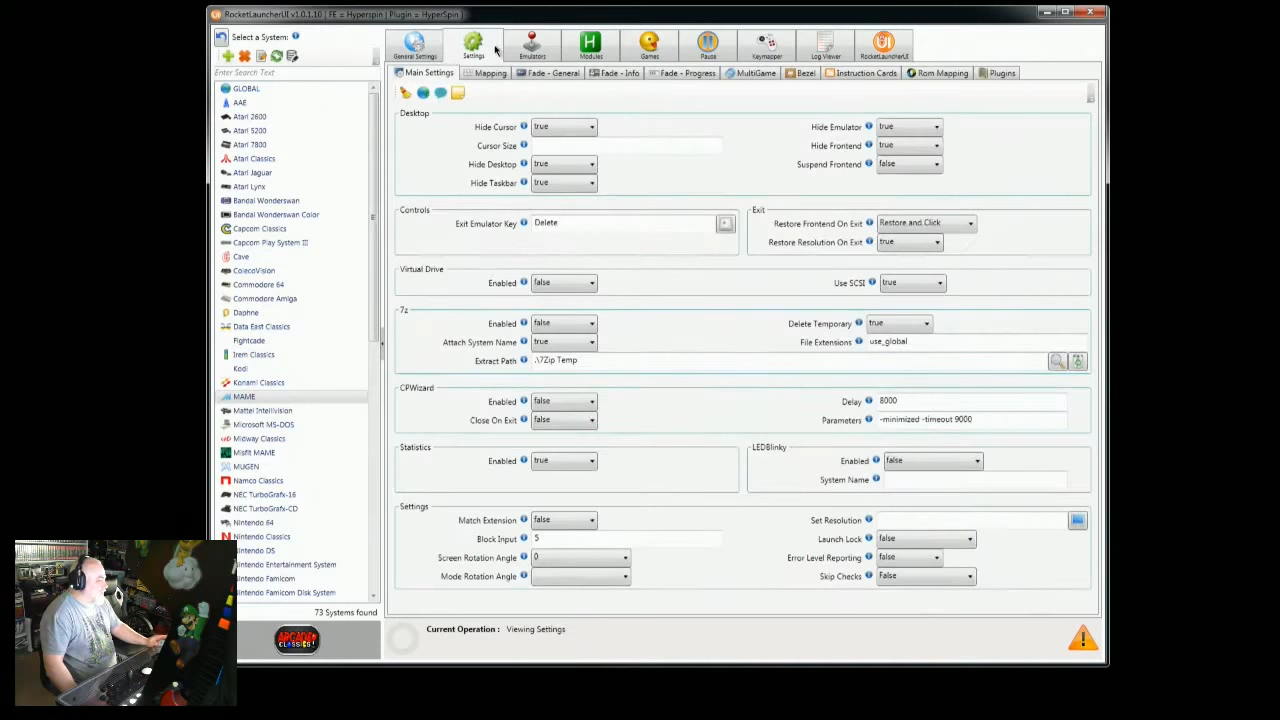 RocketLauncherUI v1.0.1.10 | FE = Hyperspin | Plugin = HyperSpin |
Select a System:
Enter Search Text
GLOBAL
AAE
Atari 2600
Atari 5200
Atari 7800
Atari Classics
Atari Jaguar
Atari Lynx
Bandai Wonderswan
Bandai Wonderswan Color
Capcom Classics
Capcom Play System III
Cave
ColecoVision
Commodore 64
Commodore Amiga
Daphne
Data East Classics
Fightcade
Irem Classics
Kodi
Konami Classics
MAME
Mattel Intellivision
Microsoft MS-DOS
Midway Classics
Misfit MAME
MUGEN
Namco Classics
NEC TurboGrafx-16
NEC TurboGrafx-CD
Nintendo 64
Nintendo Classics
Nintendo DS
Nintendo Entertainment System
Nintendo Famicom
Nintendo Famicom Disk System
73 Systems found
ARCADE
CLASSICS!
General Settings Settings Emulators Modules Games Pause Keymapper Log Viewer RocketLauncherUI
Main Settings Mapping Fade - General Fade - Info Fade - Progress MultiGame Bezel Instruction Cards Rom Mapping Plugins
Desktop
Hide Cursor true Hide Emulator true
Cursor Size Hide Frontend true
Hide Desktop true Suspend Frontend false
Hide Taskbar true
Controls Exit
Exit Emulator Key Delete Restore Frontend On Exit Restore and Click
Restore Resolution On Exit true
Virtual Drive
Enabled false Use SCSI true
7z
Enabled false Delete Temporary true
Attach System Name true File Extensions use_global
Extract Path .\7Zip Temp
CPWizard
Enabled false Delay 8000
Close On Exit false Parameters -minimized -timeout 9000
Statistics LEDBlinky
Enabled true Enabled false
System Name
Settings
Match Extension false Set Resolution
Block Input 5 Launch Lock false
Screen Rotation Angle 0 Error Level Reporting false
Mode Rotation Angle Skip Checks False
Current Operation : Viewing Settings